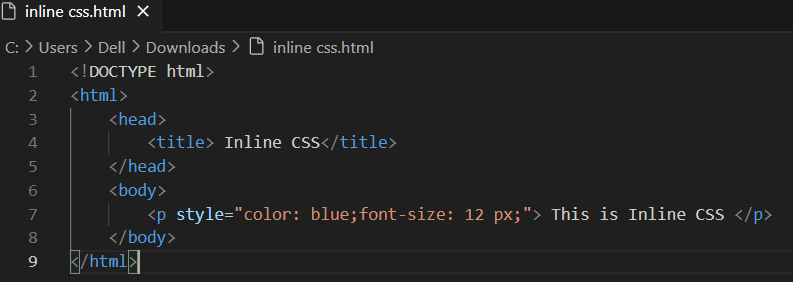 inline css.html ×
C: > Users > Dell > Downloads > inline css.html
1 <!DOCTYPE html>
2 <html>
3     <head>
4         <title> Inline CSS</title>
5     </head>
6     <body>
7         <p style="color: blue;font-size: 12 px;"> This is Inline CSS </p>
8     </body>
9 </html>